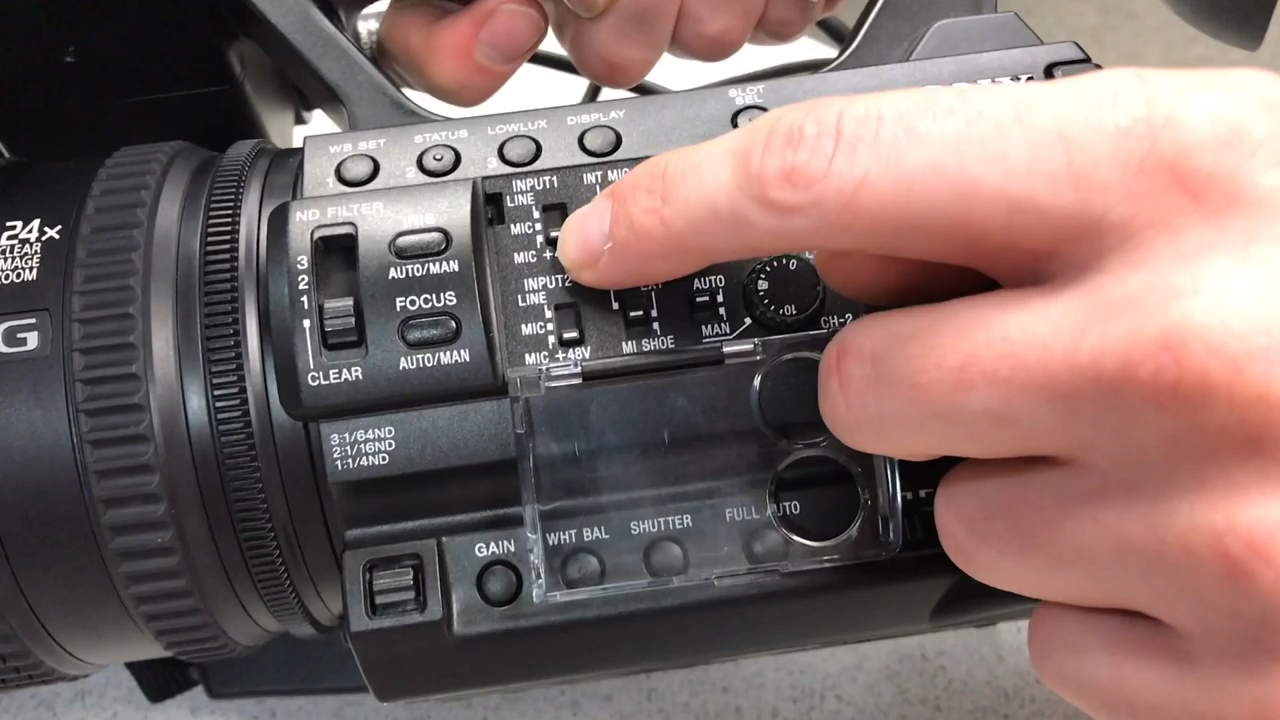 WB SET
STATUS
LOWLUX
DISPLAY
SLOT
SEL
1
2
3
24x
CLEAR
IMAGE
ZOOM
G
ND FILTER
3
2
1
CLEAR
IRIS
AUTO/MAN
FOCUS
AUTO/MAN
INPUT1
LINE
MIC
MIC
INT MIC
INPUT2
LINE
MIC
MIC +48V
MI SHOE
AUTO
MAN
0
10
CH-2
3:1/64ND
2:1/16ND
1:1/4ND
GAIN
WHT BAL
SHUTTER
FULL AUTO